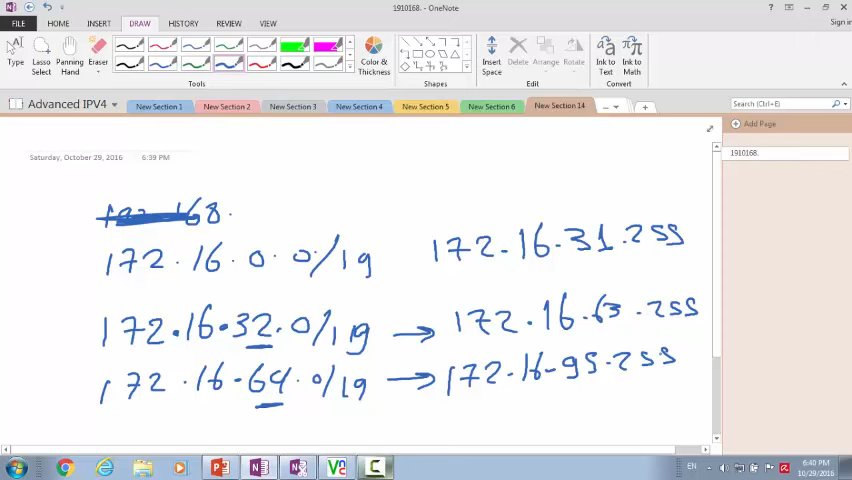 1910168. - OneNote
FILE HOME INSERT DRAW HISTORY REVIEW VIEW
Sign in
Type Lasso Select Panning Hand Eraser Color & Thickness Insert Space Delete Arrange Rotate Ink to Text Ink to Math
Tools Shapes Edit Convert
Advanced IPV4 New Section 1 New Section 2 New Section 3 New Section 4 New Section 5 New Section 6 New Section 14 Search (Ctrl+E)
Add Page
1910168.
Saturday, October 29, 2016 6:39 PM
192.168.
172.16.0.0/19 172.16.31.255
172.16.32.0/19 → 172.16.63.255
172.16.64.0/19 → 172.16.95.255
EN 6:40 PM
10/29/2016